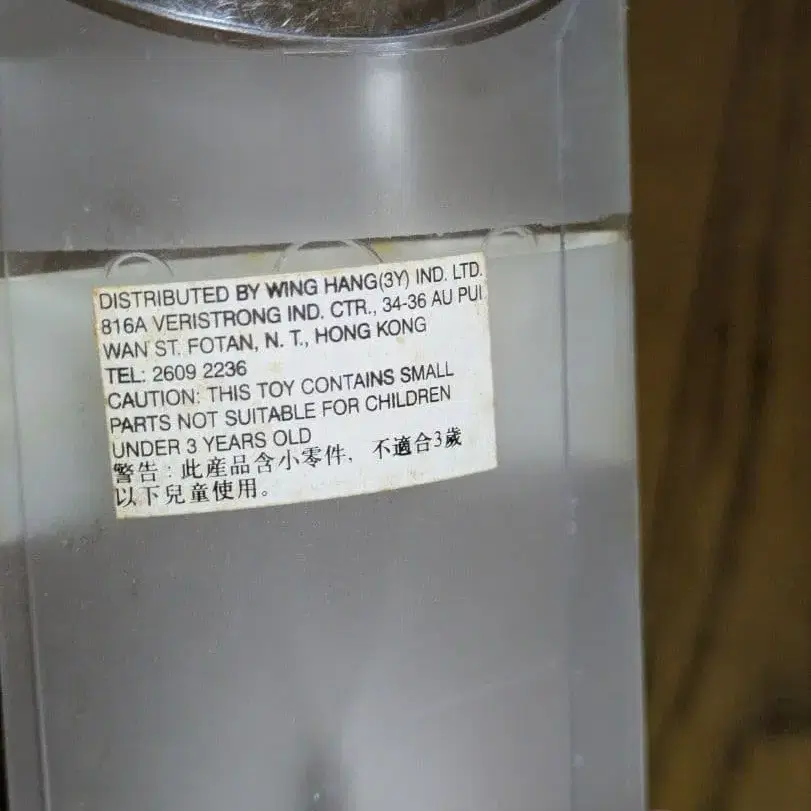 DISTRIBUTED BY WING HANG(3Y) IND. LTD.
816A VERISTRONG IND. CTR., 34-36 AU PUI
WAN ST. FOTAN, N. T., HONG KONG
TEL: 2609 2236
CAUTION: THIS TOY CONTAINS SMALL
PARTS NOT SUITABLE FOR CHILDREN
UNDER 3 YEARS OLD
警告：此産品含小零件，不適合3歲
以下兒童使用。